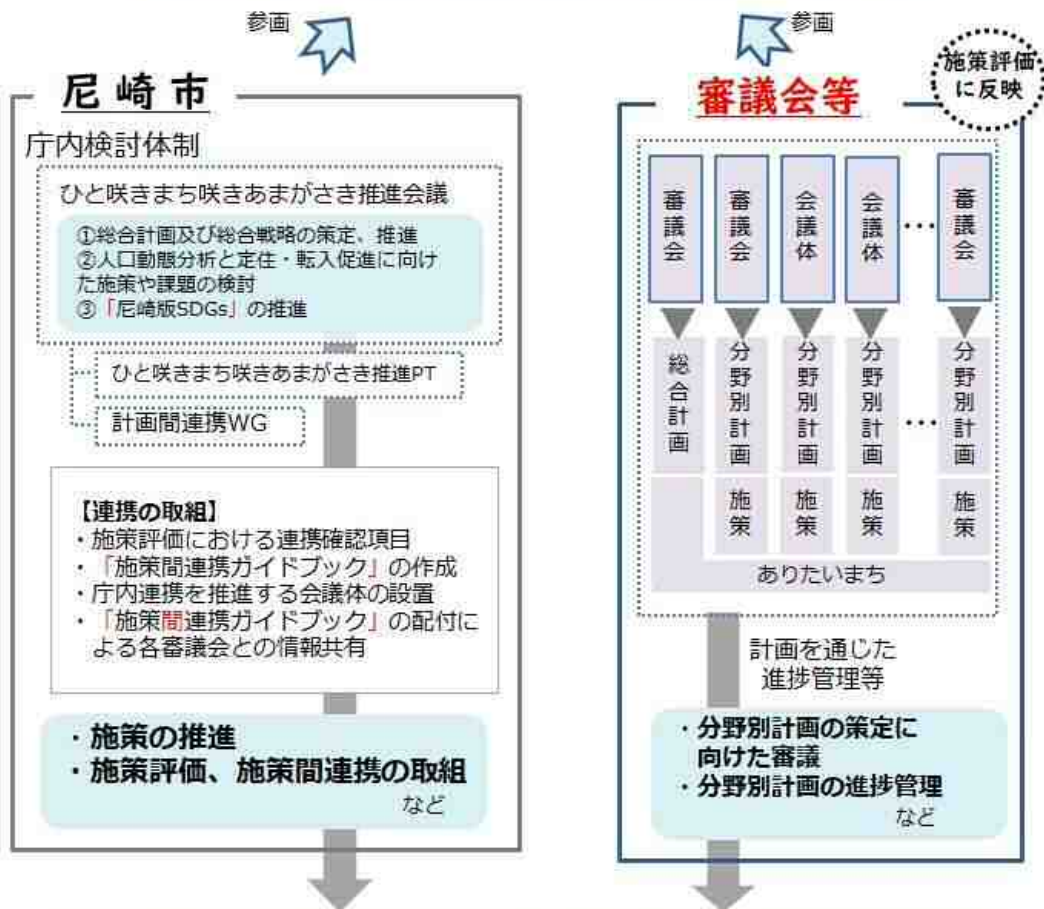 参画
尼崎市
庁内検討体制
ひと咲きまち咲きあまがさき推進会議
①総合計画及び総合戦略の策定、推進
②人口動態分析と定住・転入促進に向け
た施策や課題の検討
③「尼崎版SDGs」の推進
ひと咲きまち咲きあまがさき推進PT
計画間連携WG
【連携の取組】
・施策評価における連携確認項目
・「施策間連携ガイドブック」の作成
・庁内連携を推進する会議体の設置
・「施策間連携ガイドブック」の配付に
よる各審議会との情報共有
・施策の推進
・施策評価、施策間連携の取組
など
参画
施策評価
に反映
審議会等
審議会
審議会
会議体
会議体
…
審議会
総合計画
分野別計画
分野別計画
分野別計画
…
分野別計画
施策
施策
施策
施策
ありたいまち
計画を通じた
進捗管理等
・分野別計画の策定に
向けた審議
・分野別計画の進捗管理
など